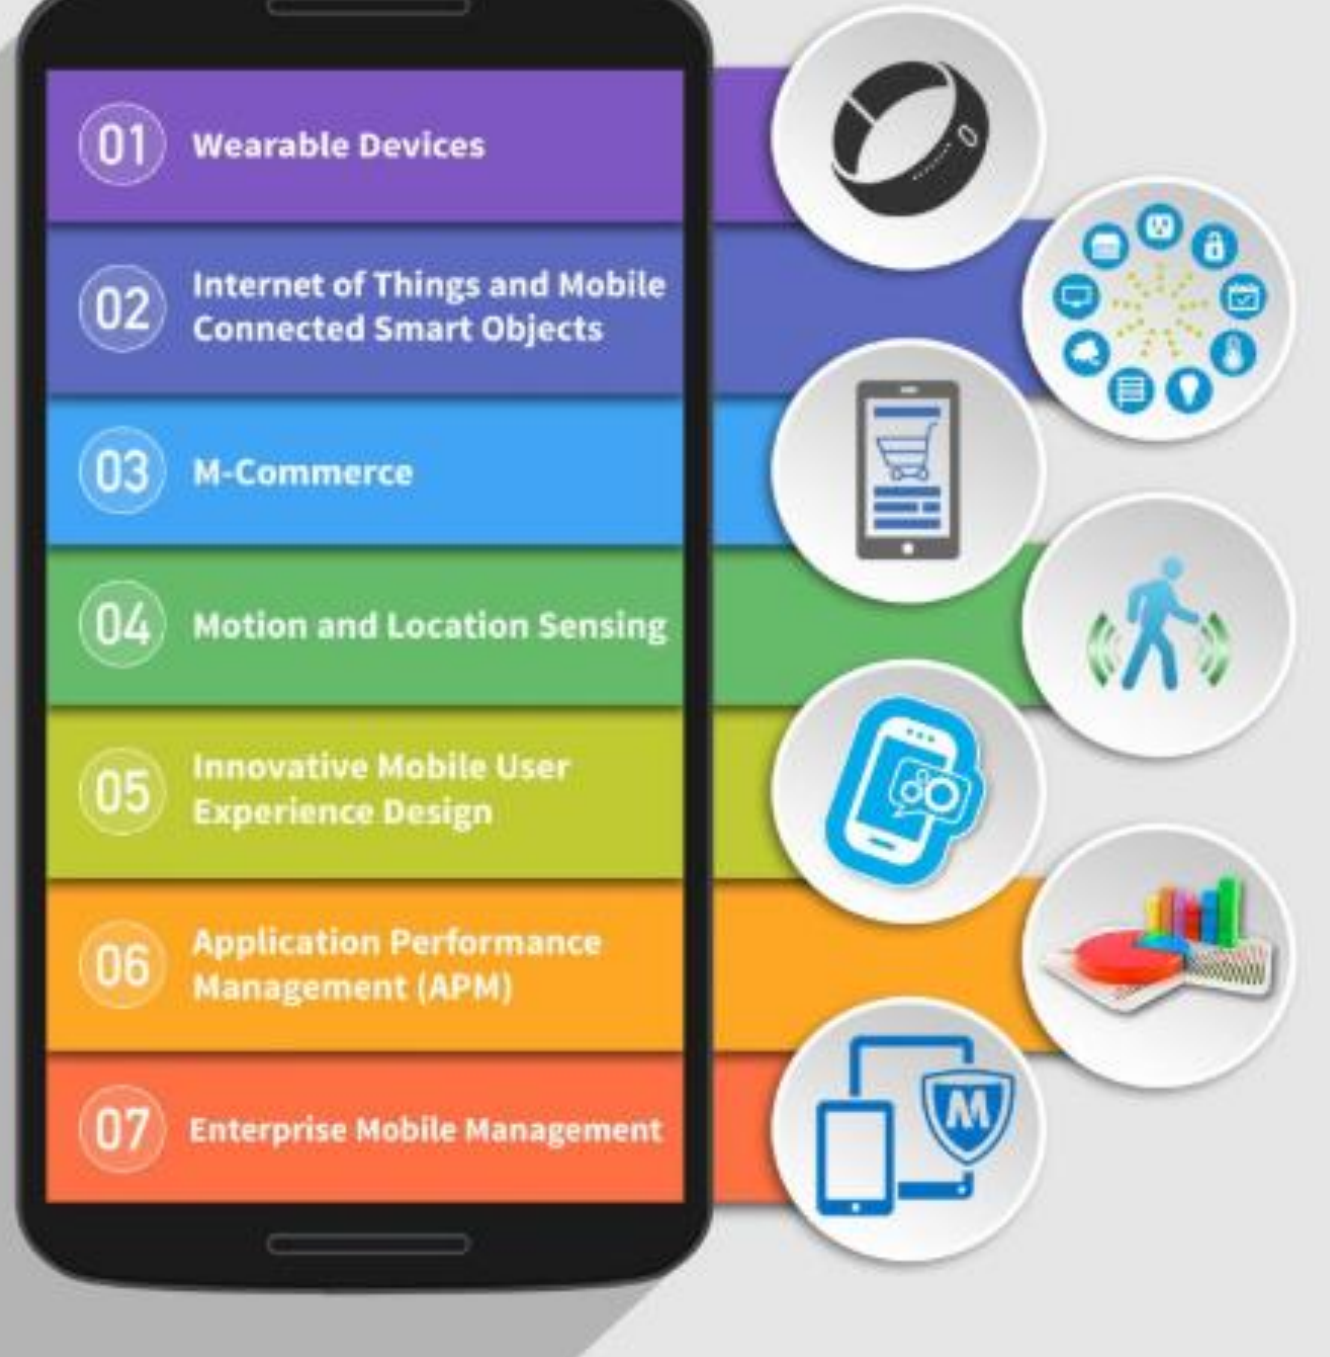 01
Wearable Devices
02
Internet of Things and Mobile
Connected Smart Objects
03
M-Commerce
04
Motion and Location Sensing
05
Innovative Mobile User
Experience Design
06
Application Performance
Management (APM)
07
Enterprise Mobile Management
M